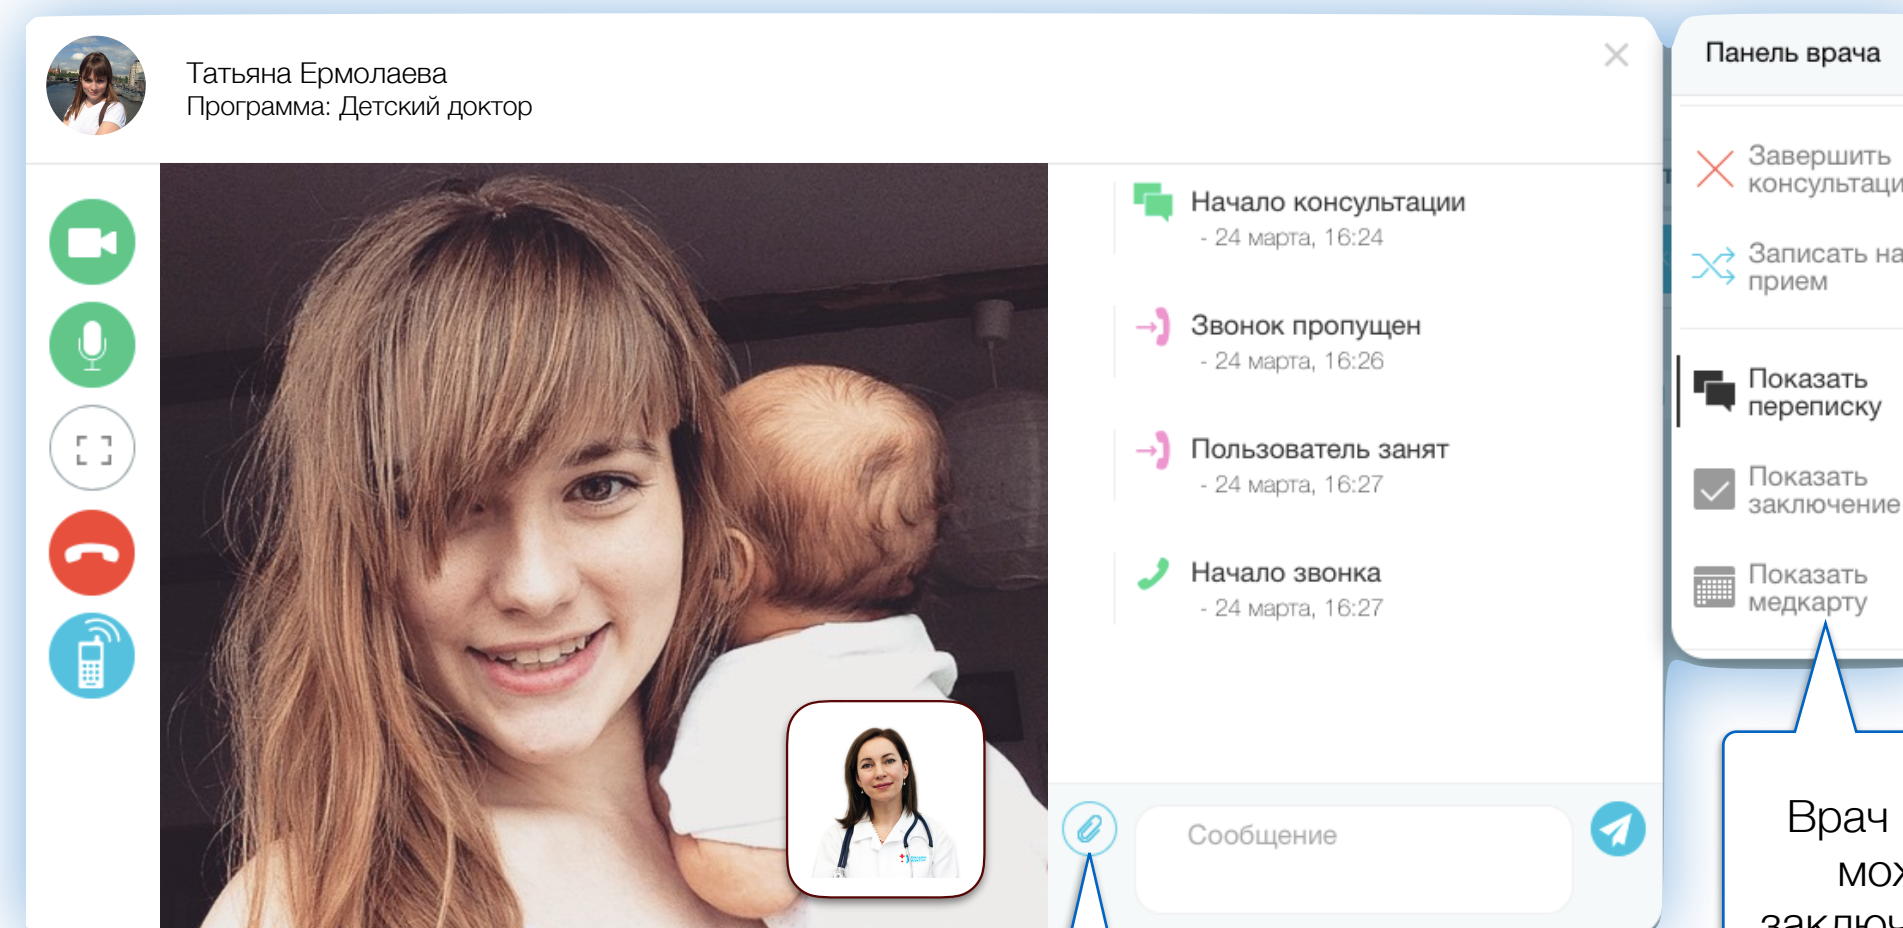 Татьяна Ермолаева
Программа: Детский доктор
Начало консультации
- 24 марта, 16:24
Звонок пропущен
- 24 марта, 16:26
Пользователь занят
- 24 марта, 16:27
Начало звонка
- 24 марта, 16:27
Сообщение
Панель врача
Завершить
Записать на
прием
Показать
переписку
Показать
заключение
Показать
медкарту
Врач